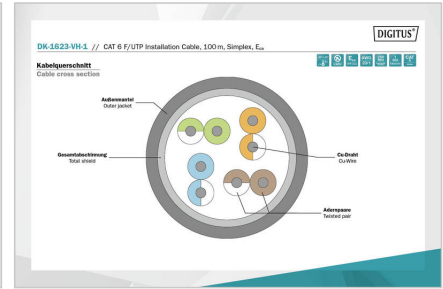 DIGITUS®
DK-1623-VH-1 // CAT 6 F/UTP Installation Cable, 100 m, Simplex, Eca
Kabelquerschnitt
Cable cross section
Außenmantel
Outer jacket
Gesamtabschirmung
Total shield
Cu-Draht
Cu-Wire
Adernpaare
Twisted pair